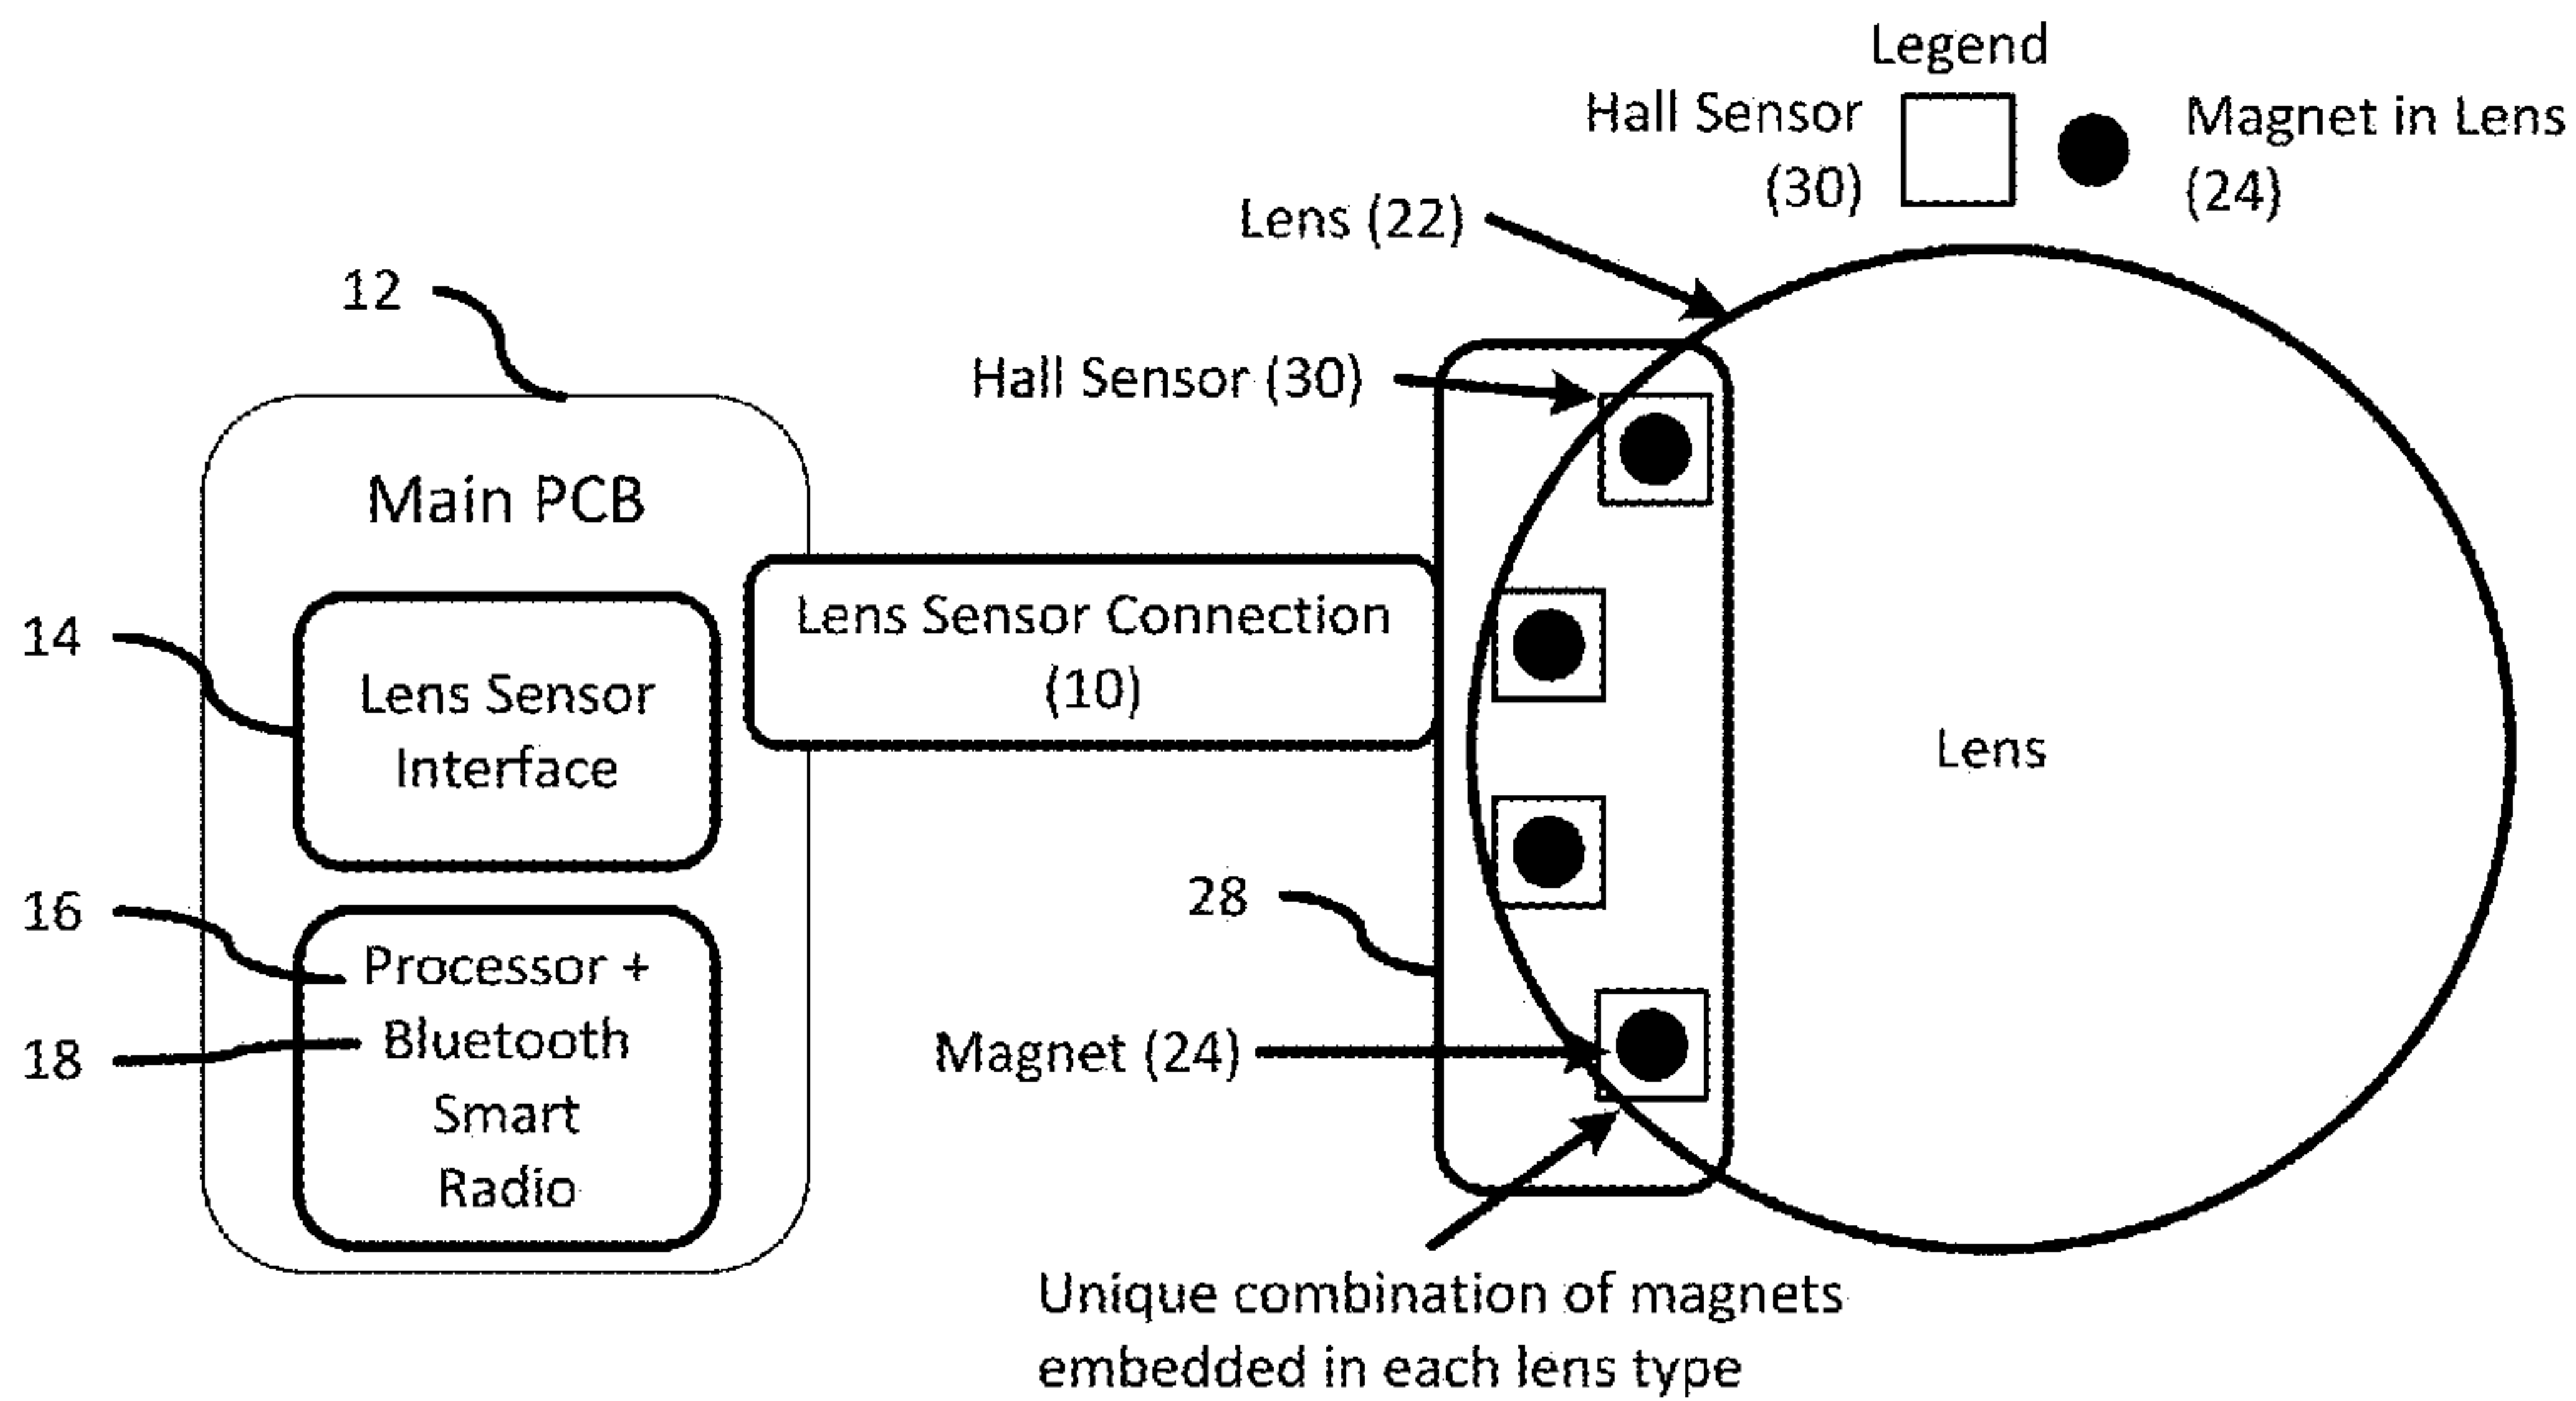 Legend
Hall Sensor
(30)
Magnet in Lens
(24)
Lens (22)
12
Hall Sensor (30)
Main PCB
Lens Sensor Connection
(10)
14
Lens Sensor
Interface
Lens
16
Processor +
18
Bluetooth
Smart
Radio
28
Magnet (24)
Unique combination of magnets
embedded in each lens type